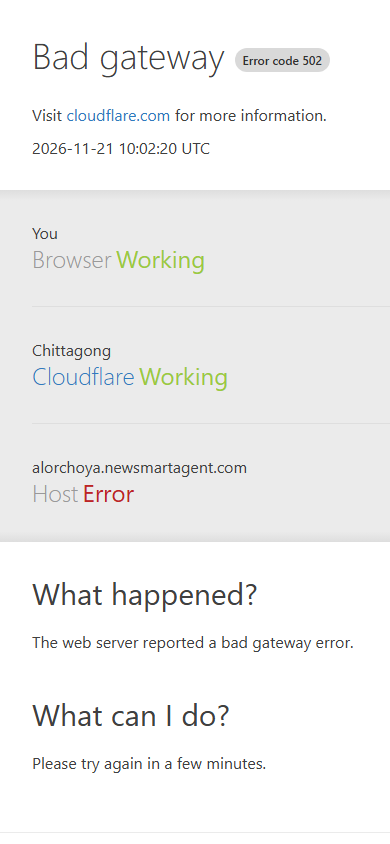 Bad gateway Error code 502
Visit cloudflare.com for more information.
2026-11-21 10:02:20 UTC
You
Browser Working
Chittagong
Cloudflare Working
alorchoya.newsmartagent.com
Host Error
What happened?
The web server reported a bad gateway error.
What can I do?
Please try again in a few minutes.